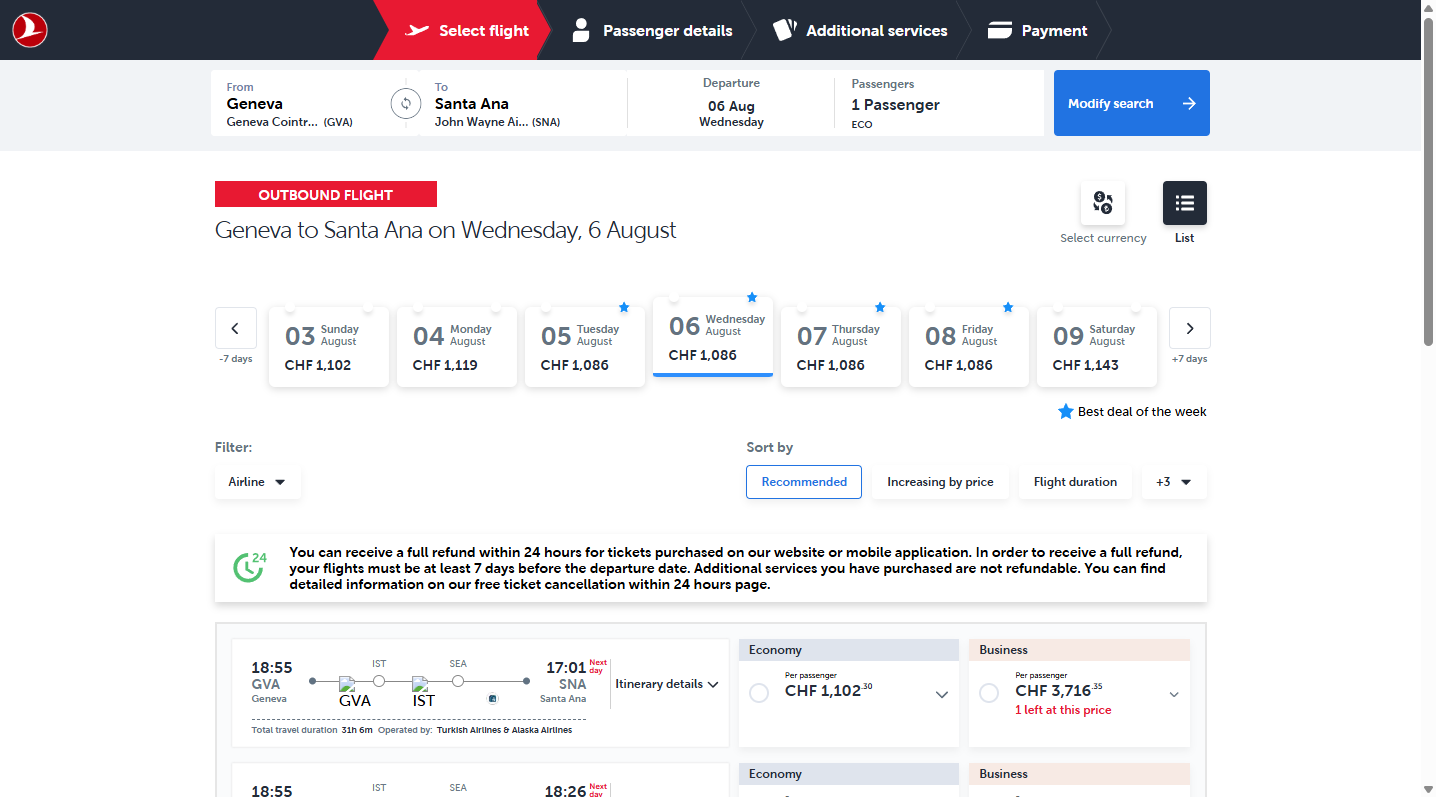 Select flight
Passenger details
Additional services
Payment
From
Geneva
Geneva Cointr... (GVA)
To
Santa Ana
John Wayne Ai... (SNA)
Departure
06 Aug
Wednesday
Passengers
1 Passenger
ECO
Modify search
OUTBOUND FLIGHT
Geneva to Santa Ana on Wednesday, 6 August
Select currency
List
-7 days
03 Sunday August
CHF 1,102
04 Monday August
CHF 1,119
05 Tuesday August
CHF 1,086
06 Wednesday August
CHF 1,086
07 Thursday August
CHF 1,086
08 Friday August
CHF 1,086
09 Saturday August
CHF 1,143
+7 days
Best deal of the week
Filter:
Airline
Sort by
Recommended
Increasing by price
Flight duration
+3
24
You can receive a full refund within 24 hours for tickets purchased on our website or mobile application. In order to receive a full refund,
your flights must be at least 7 days before the departure date. Additional services you have purchased are not refundable. You can find
detailed information on our free ticket cancellation within 24 hours page.
18:55
GVA
Geneva
IST
SEA
GVA
IST
17:01 Next day
SNA
Santa Ana
Itinerary details
Total travel duration 31h 6m Operated by: Turkish Airlines & Alaska Airlines
Economy
Per passenger
CHF 1,102.30
Business
Per passenger
CHF 3,716.35
1 left at this price
18:55
IST
SEA
18:26 Next day
Economy
Business